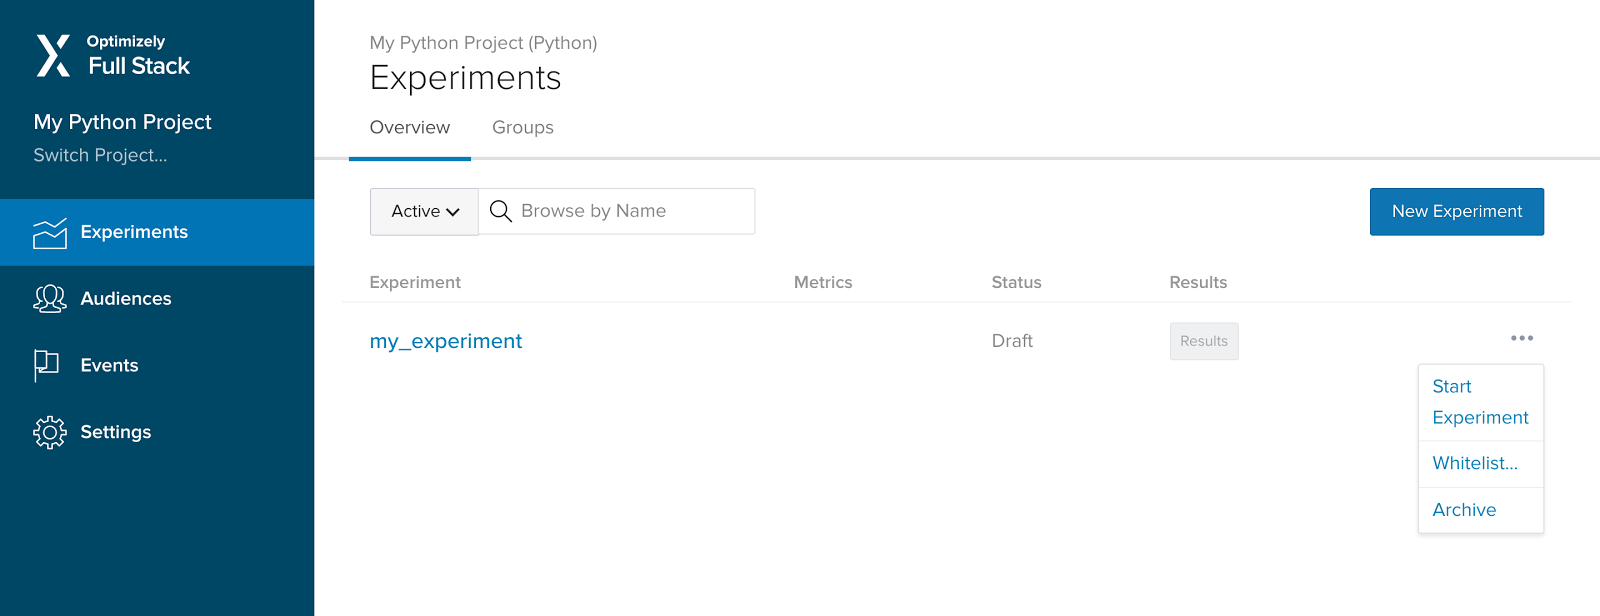 Optimizely
Full Stack
My Python Project
Switch Project...
Experiments
Audiences
Events
Settings
My Python Project (Python)
Experiments
Overview Groups
Active Browse by Name New Experiment
Experiment Metrics Status Results
my_experiment Draft Results
Start
Experiment
Whitelist...
Archive